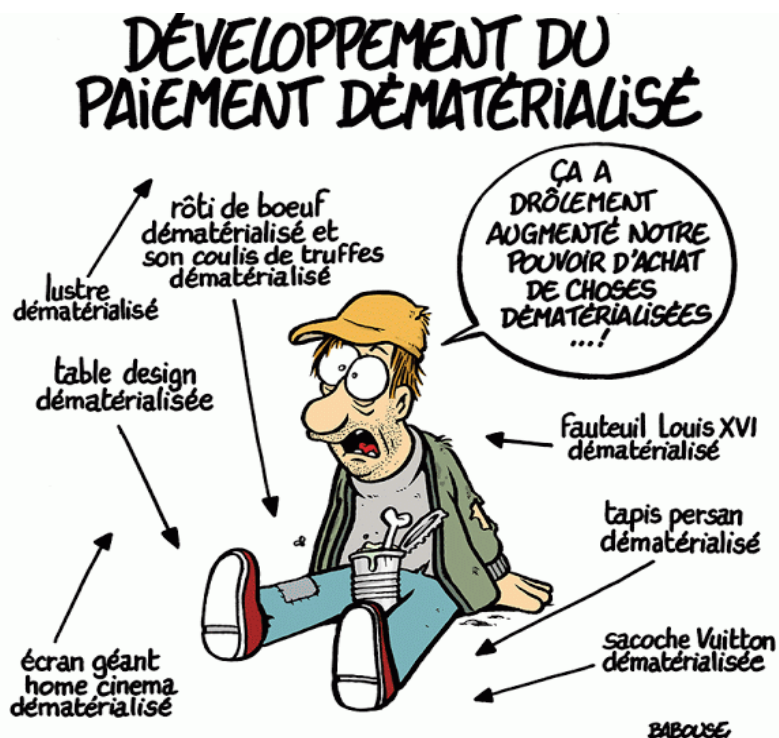 DÉVELOPPEMENT DU
PAIEMENT DÉMATÉRIALISÉ
ÇA A
DRÔLEMENT
AUGMENTÉ NOTRE
POUVOIR D'ACHAT
DE CHOSES
DÉMATÉRIALISÉES
...!
rôti de boeuf
dématérialisé et
son coulis de truffes
dématérialisé
lustre
dématérialisé
table design
dématérialisée
fauteuil Louis XVI
dématérialisé
tapis persan
dématérialisé
écran géant
home cinema
dématérialisé
sacoche Vuitton
dématérialisée
BABOUSE